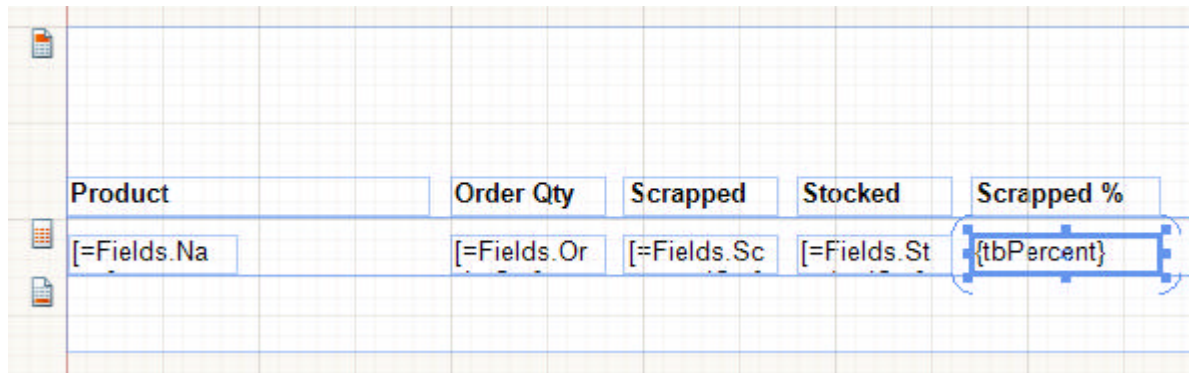 Product Order Qty Scrapped Stocked Scrapped %
[=Fields.Na [=Fields.Or [=Fields.Sc [=Fields.St {tbPercent}